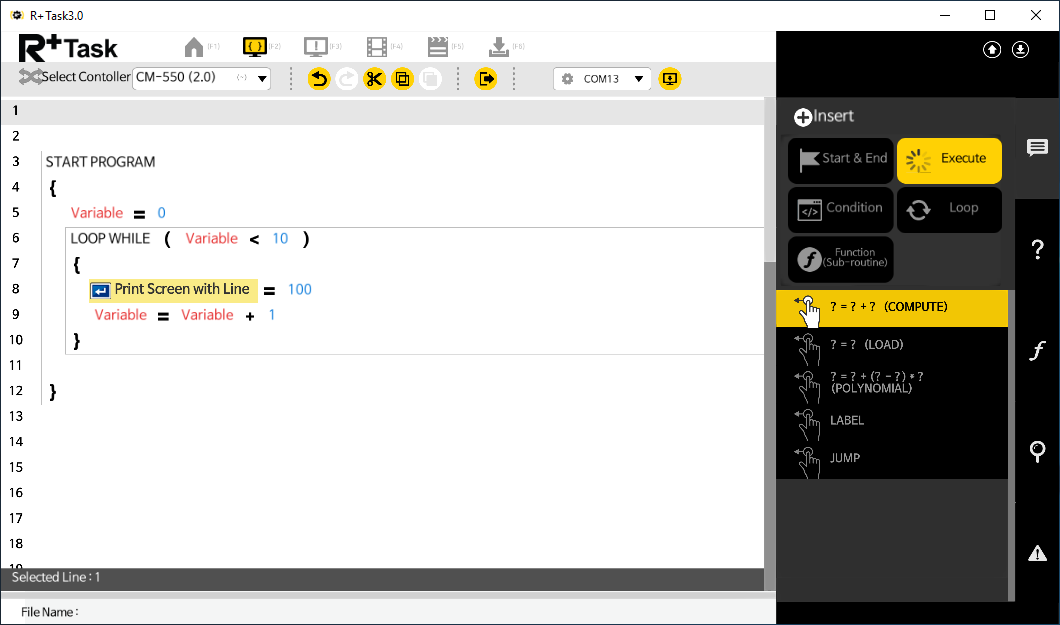 R+ Task3.0
R+Task
(F1) (F2) (F3) (F4) (F5) (F6)
Select Contoller CM-550 (2.0) COM13
1
2
3 START PROGRAM
4 {
5 Variable = 0
6 LOOP WHILE ( Variable < 10 )
7 {
8 Print Screen with Line = 100
9 Variable = Variable + 1
10 }
11
12 }
13
14
15
16
17
18
19
Selected Line : 1
File Name :
Insert
Start & End
Execute
Condition
Loop
Function
(Sub-routine)
? = ? + ? (COMPUTE)
? = ? (LOAD)
? = ? + (? - ?) * ?
(POLYNOMIAL)
LABEL
JUMP